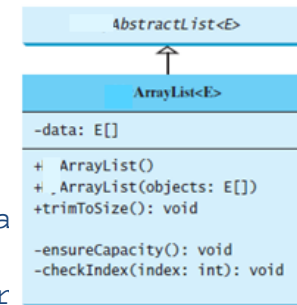 AbstractList<E>
ArrayList<E>
-data: E[]
+ ArrayList()
+ ArrayList(objects: E[])
+trimToSize(): void
a
-ensureCapacity(): void
-checkIndex(index: int): void
r